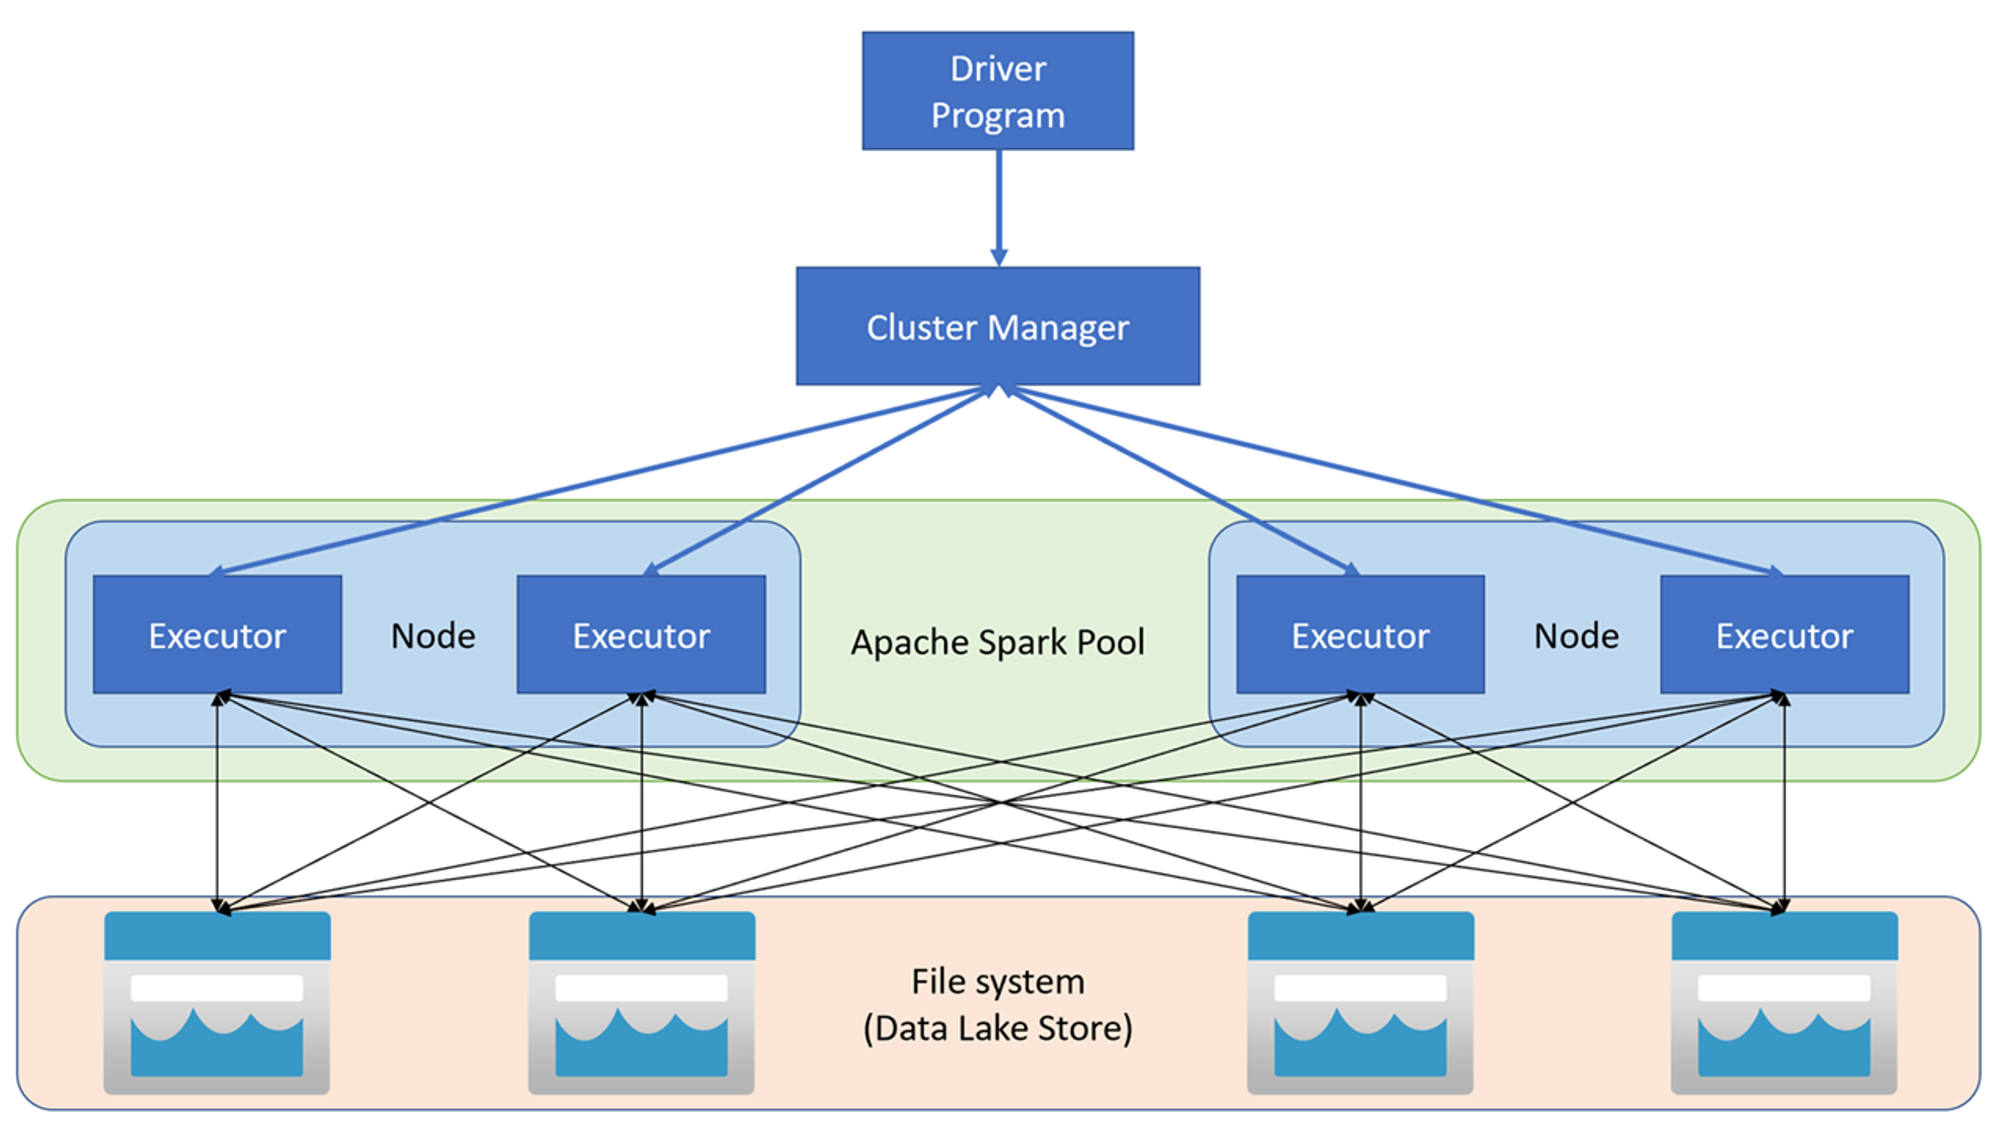 Driver
Program
Cluster Manager
Executor
Node
Executor
Apache Spark Pool
Executor
Node
Executor
File system
(Data Lake Store)